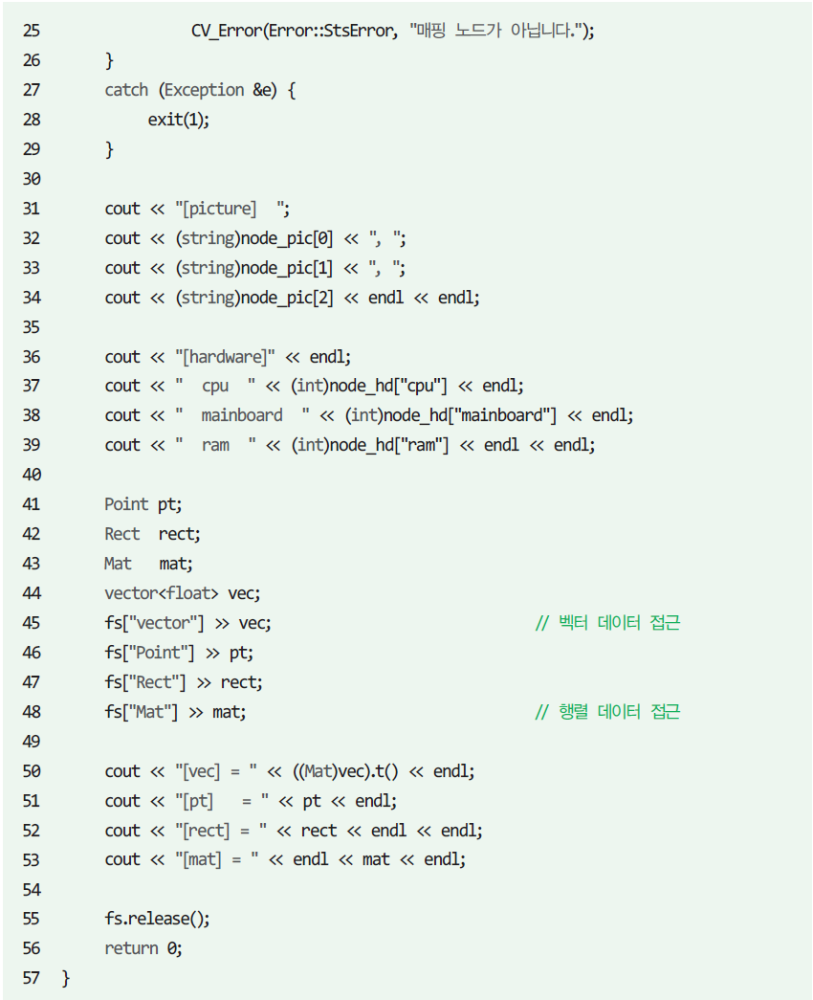 25 CV_Error(Error::StsError, "매핑 노드가 아닙니다.");
26 }
27 catch (Exception &e) {
28 exit(1);
29 }
30
31 cout << "[picture]  ";
32 cout << (string)node_pic[0] << ", ";
33 cout << (string)node_pic[1] << ", ";
34 cout << (string)node_pic[2] << endl << endl;
35
36 cout << "[hardware]" << endl;
37 cout << "  cpu  " << (int)node_hd["cpu"] << endl;
38 cout << "  mainboard  " << (int)node_hd["mainboard"] << endl;
39 cout << "  ram  " << (int)node_hd["ram"] << endl << endl;
40
41 Point pt;
42 Rect  rect;
43 Mat   mat;
44 vector<float> vec;
45 fs["vector"] >> vec; // 벡터 데이터 접근
46 fs["Point"] >> pt;
47 fs["Rect"] >> rect;
48 fs["Mat"] >> mat; // 행렬 데이터 접근
49
50 cout << "[vec] = " << ((Mat)vec).t() << endl;
51 cout << "[pt]   = " << pt << endl;
52 cout << "[rect] = " << rect << endl << endl;
53 cout << "[mat] = " << endl << mat << endl;
54
55 fs.release();
56 return 0;
57 }